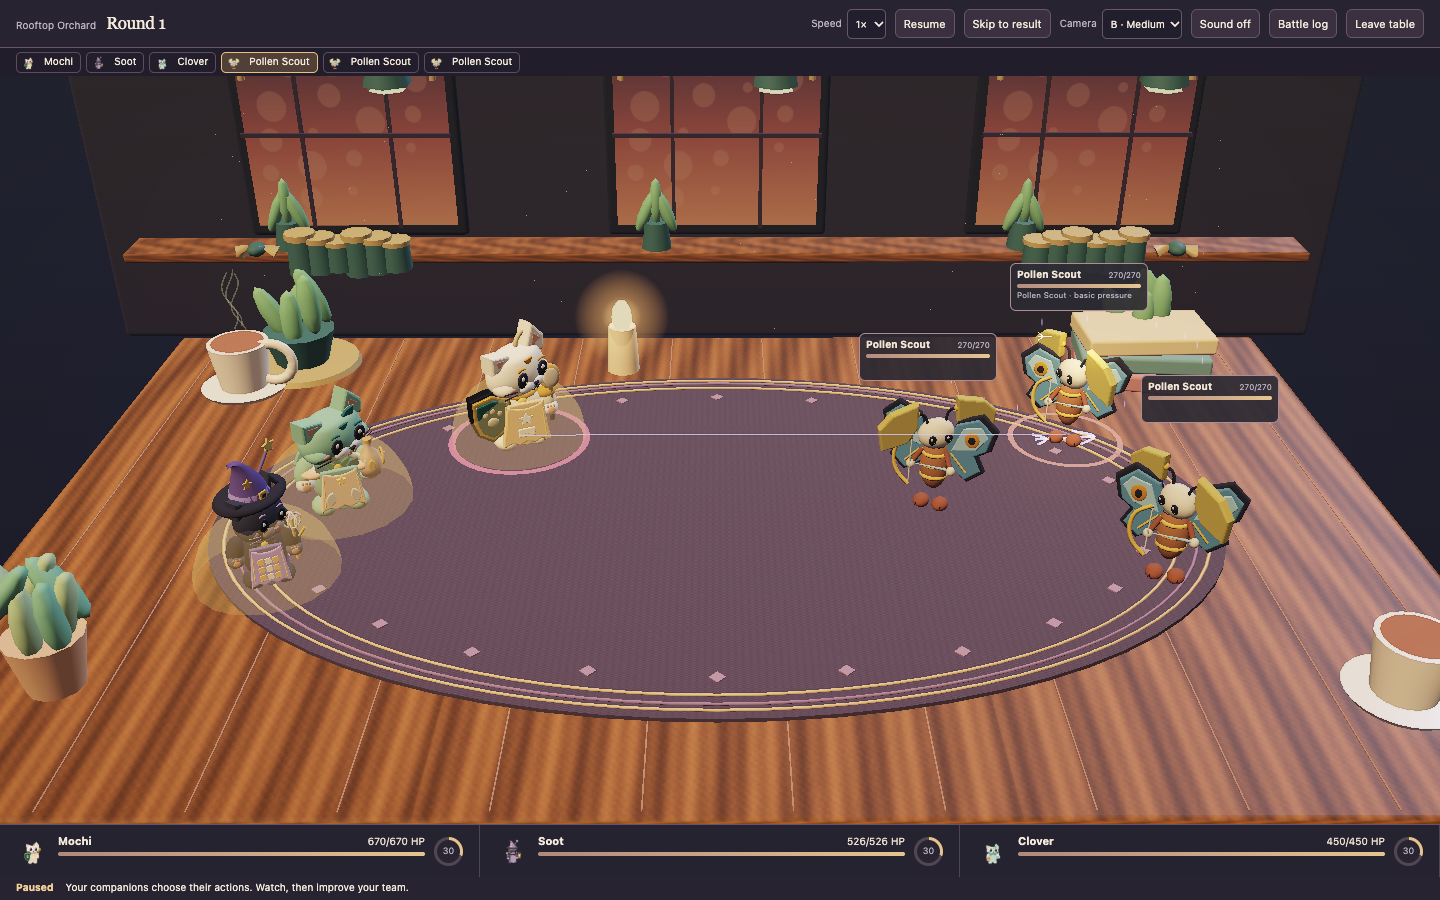 Rooftop Orchard Round 1 Speed 1x Resume Skip to result Camera B · Medium Sound off Battle log Leave table
Mochi Soot Clover Pollen Scout Pollen Scout Pollen Scout
Pollen Scout 270/270
Pollen Scout · basic pressure
Pollen Scout 270/270
Pollen Scout 270/270
Mochi 670/670 HP 30 Soot 526/526 HP 30 Clover 450/450 HP 30
Paused Your companions choose their actions. Watch, then improve your team.